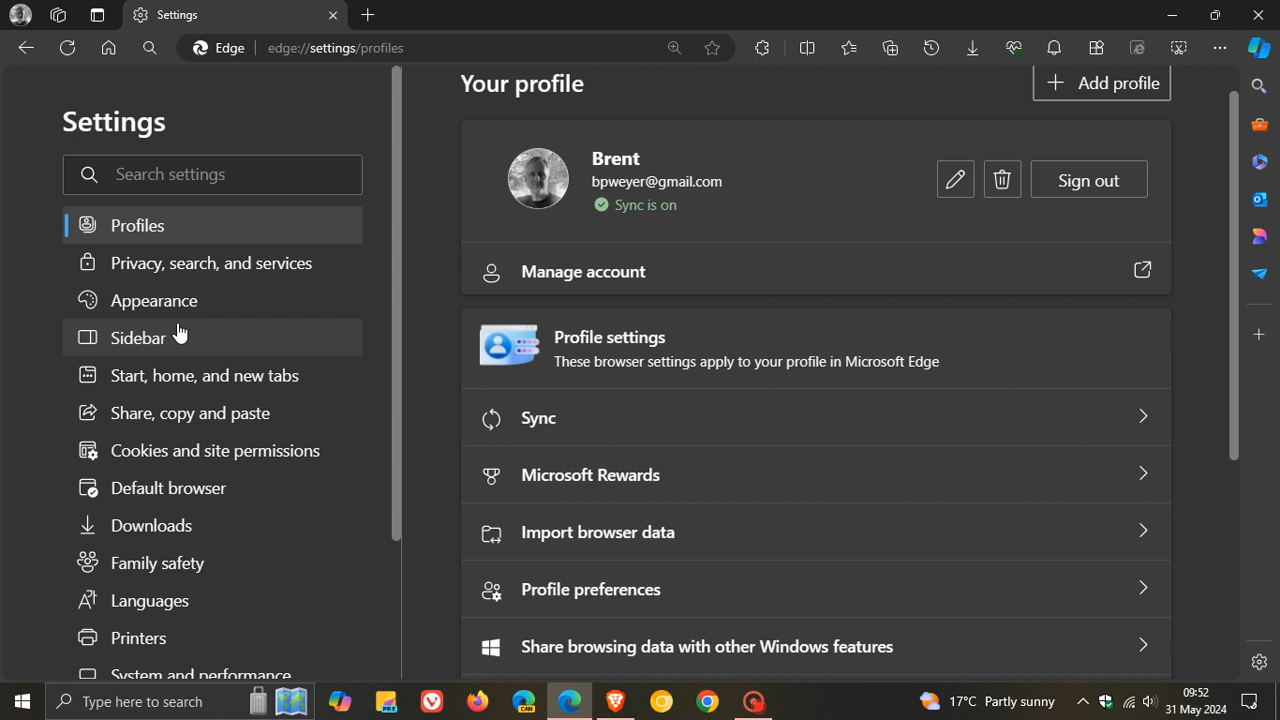 Settings
Edge
edge://settings/profiles
Settings
Search settings
Profiles
Privacy, search, and services
Appearance
Sidebar
Start, home, and new tabs
Share, copy and paste
Cookies and site permissions
Default browser
Downloads
Family safety
Languages
Printers
System and performance
Your profile
Add profile
Brent
bpweyer@gmail.com
Sync is on
Sign out
Manage account
Profile settings
These browser settings apply to your profile in Microsoft Edge
Sync
Microsoft Rewards
Import browser data
Profile preferences
Share browsing data with other Windows features
Type here to search
PRE
CAN
17°C Partly sunny
09:52
31 May 2024